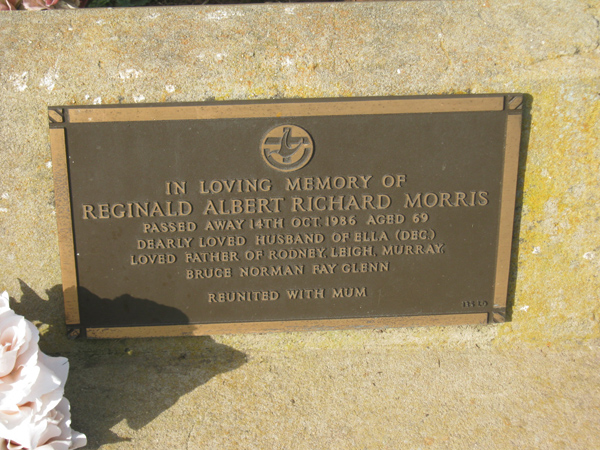 IN LOVING MEMORY OF
REGINALD ALBERT RICHARD MORRIS
PASSED AWAY 14TH OCT 1986 AGED 69
DEARLY LOVED HUSBAND OF ELLA (DEC)
LOVED FATHER OF RODNEY, LEIGH, MURRAY,
BRUCE NORMAN FAY GLENN
REUNITED WITH MUM